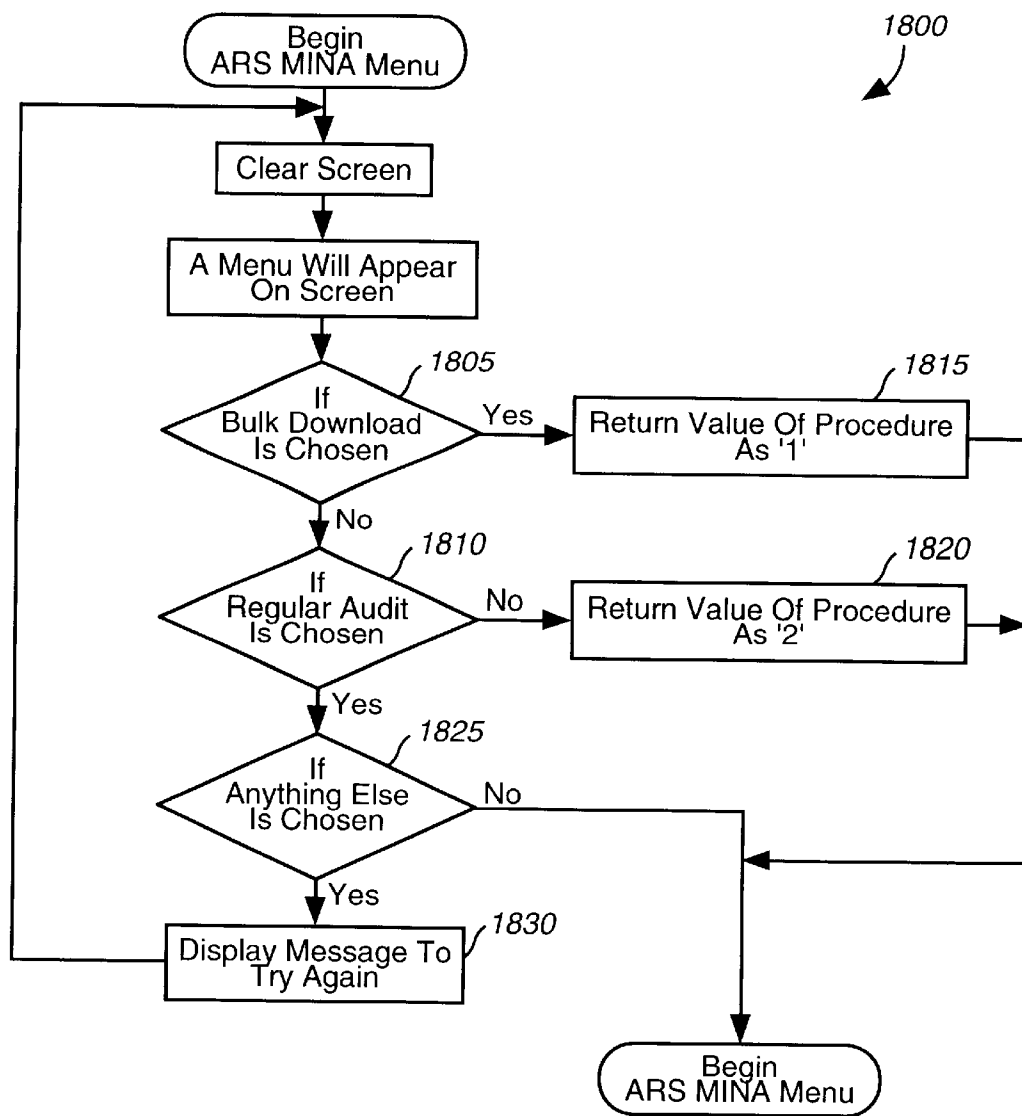 Begin
ARS MINA Menu
1800
Clear Screen
A Menu Will Appear
On Screen
1805
If
Bulk Download
Is Chosen
Yes
1815
Return Value Of Procedure
As '1'
No
1810
If
Regular Audit
Is Chosen
No
1820
Return Value Of Procedure
As '2'
Yes
1825
If
Anything Else
Is Chosen
No
Yes
1830
Display Message To
Try Again
Begin
ARS MINA Menu